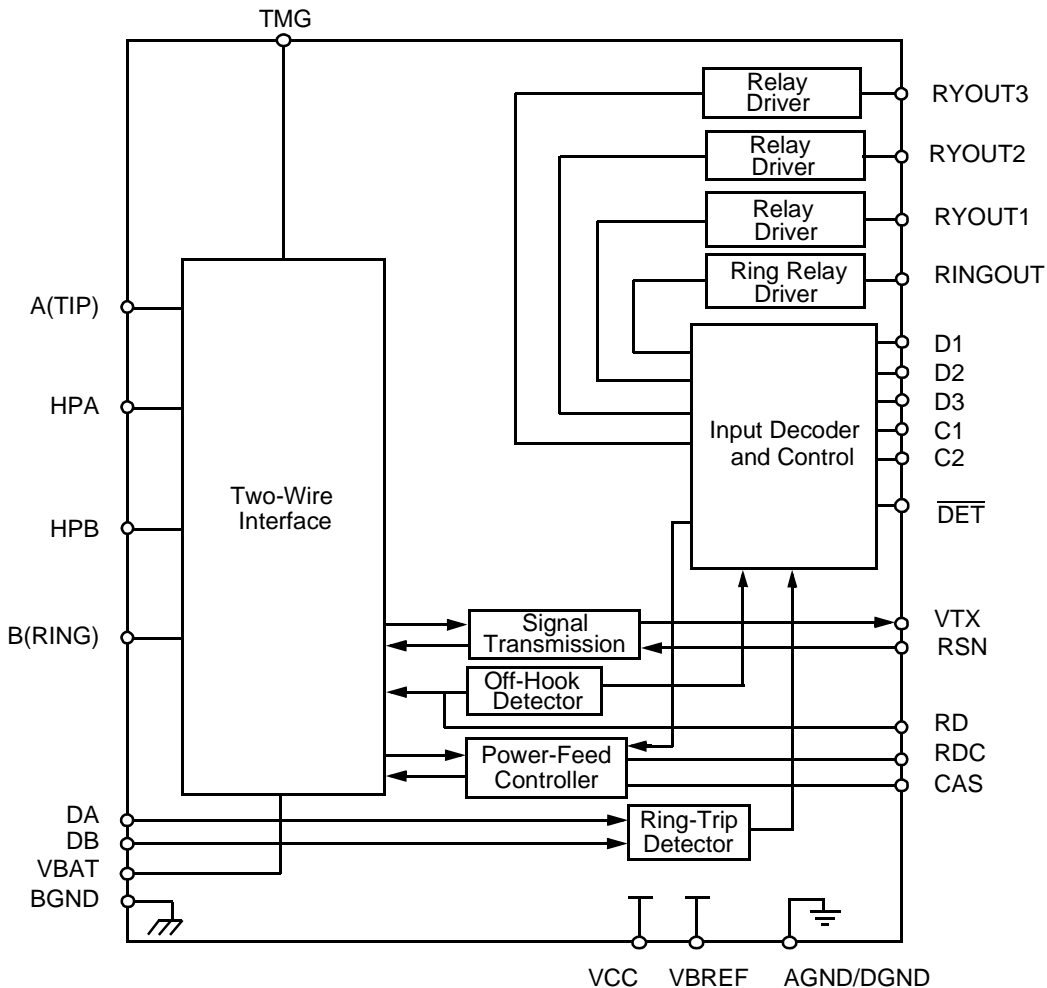 TMG
Relay
Driver
RYOUT3
Relay
Driver
RYOUT2
Relay
Driver
RYOUT1
Ring Relay
Driver
RINGOUT
A(TIP)
HPA
HPB
B(RING)
Two-Wire
Interface
Input Decoder
and Control
D1
D2
D3
C1
C2
DET
Signal
Transmission
VTX
RSN
Off-Hook
Detector
RD
Power-Feed
Controller
RDC
CAS
DA
DB
VBAT
BGND
Ring-Trip
Detector
VCC
VBREF
AGND/DGND